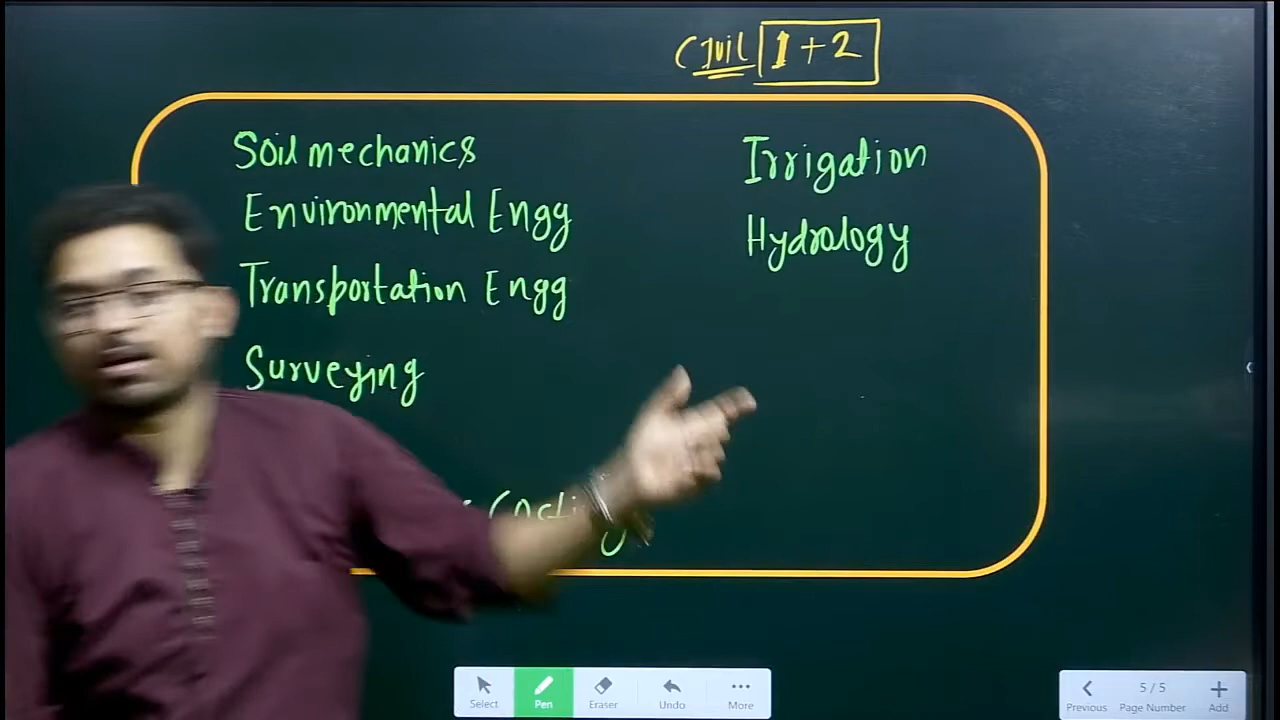 Civil 1+2
Soil mechanics
Environmental Engg
Transportation Engg
Surveying
Irrigation
Hydrology
Select
Pen
Eraser
Undo
More
5 / 5
Previous
Page Number
Add